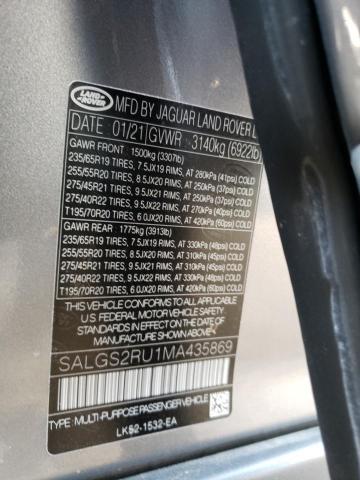 LAND-
ROVER
MFD BY JAGUAR LAND ROVER L
DATE 01/21 GVWR 3140kg (6922lb
GAWR FRONT 1500kg (3307lb)
235/65R19 TIRES, 7.5JX19 RIMS, AT 280kPa (41psi) COLD
255/55R20 TIRES, 8.5JX20 RIMS, AT 250kPa (37psi) COLD
275/45R21 TIRES, 9.5JX21 RIMS, AT 250kPa (37psi) COLD
275/40R22 TIRES, 9.5JX22 RIMS, AT 270kPa (40psi) COLD
T195/70R20 TIRES, 6.0JX20 RIMS, AT 420kPa (60psi) COLD
GAWR REAR: 1775kg (3913lb)
235/65R19 TIRES, 7.5JX19 RIMS, AT 330kPa (48psi) COLD
255/55R20 TIRES, 8.5JX20 RIMS, AT 310kPa (45psi) COLD
275/45R21 TIRES, 9.5JX21 RIMS, AT 310kPa (45psi) COLD
275/40R22 TIRES, 9.5JX22 RIMS, AT 330kPa (48psi) COLD
T195/70R20 TIRES, 6.0JX20 RIMS, AT 420kPa (60psi) COLD
THIS VEHICLE CONFORMS TO ALL APPLICABLE
U.S. FEDERAL MOTOR VEHICLE SAFETY STANDARDS
IN EFFECT ON THE DATE OF MANUFACTURE SHOWN
ABOVE
SALGS2RU1MA435869
TYPE: MULTI-PURPOSE PASSENGER VEHICLE
LK52-1532-EA